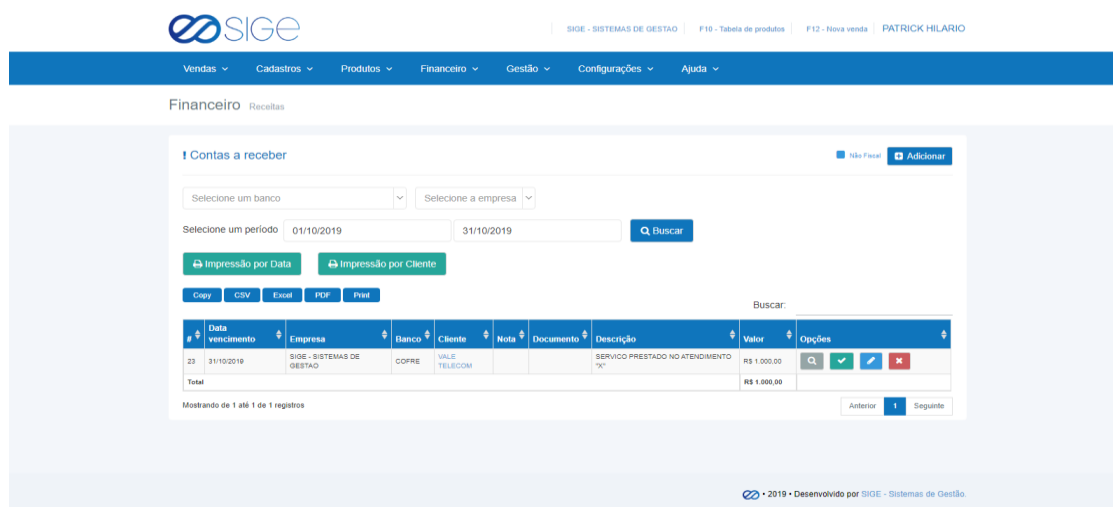 SIGE
SIGE - SISTEMAS DE GESTAO F10 - Tabela de produtos F12 - Nova venda PATRICK HILARIO
Vendas Cadastros Produtos Financeiro Gestão Configurações Ajuda
Financeiro Receitas
Contas a receber
Não Fiscal Adicionar
Selecione um banco Selecione a empresa
Selecione um período 01/10/2019 31/10/2019 Buscar
Impressão por Data Impressão por Cliente
Copy CSV Excel PDF Print
Buscar:
# Data vencimento Empresa Banco Cliente Nota Documento Descrição Valor Opções
23 31/10/2019 SIGE - SISTEMAS DE GESTAO COFRE VALE TELECOM SERVICO PRESTADO NO ATENDIMENTO "X" R$ 1.000,00
Total R$ 1.000,00
Mostrando de 1 até 1 de 1 registros
Anterior 1 Seguinte
• 2019 • Desenvolvido por SIGE - Sistemas de Gestão.